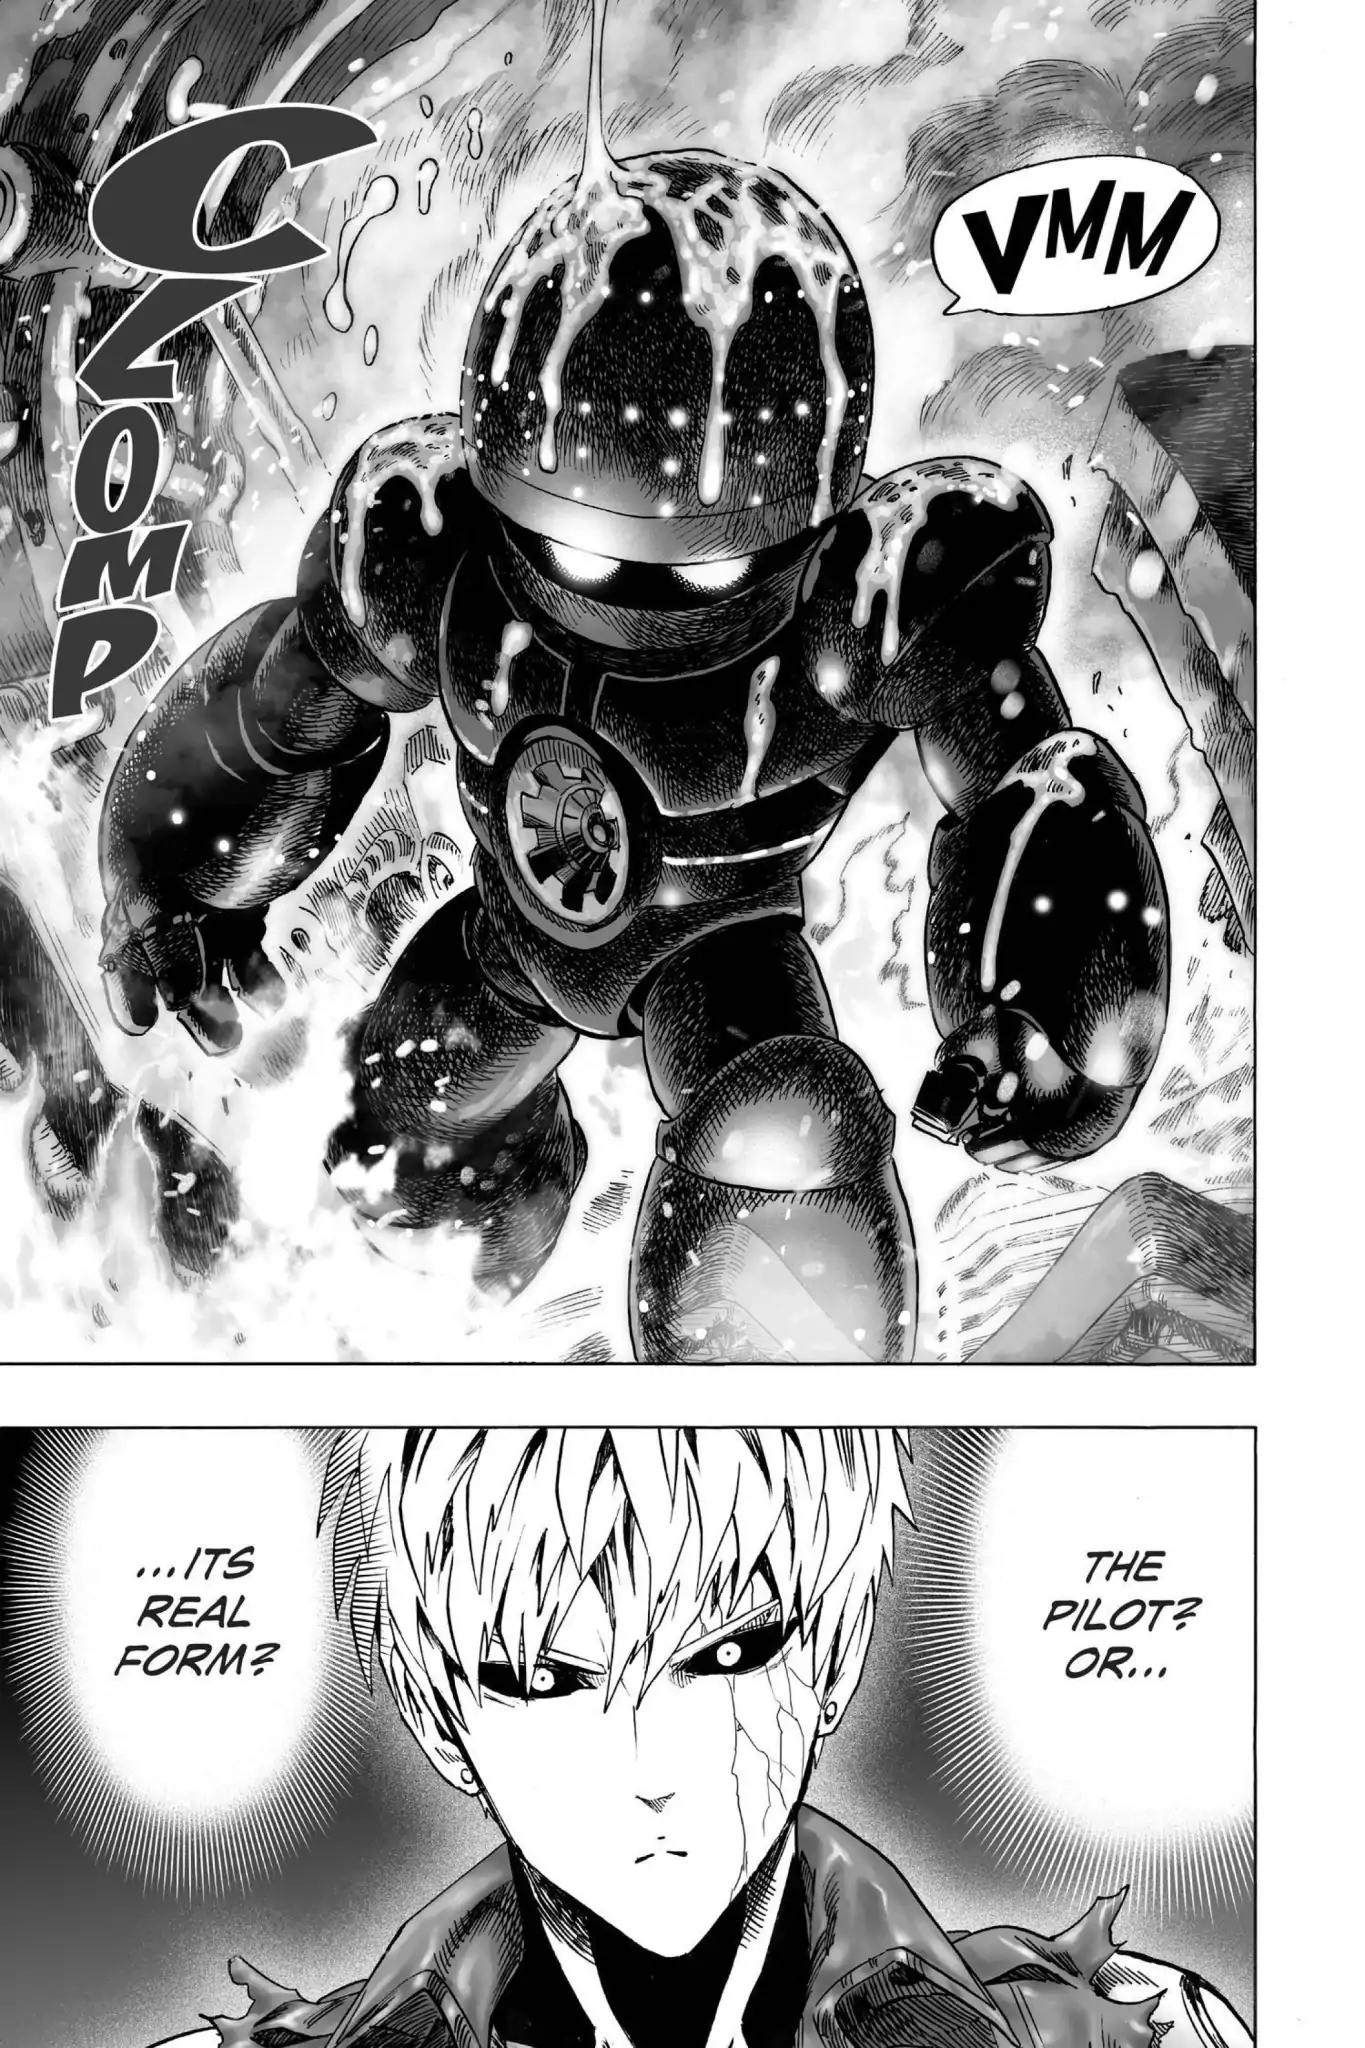 VMM
CLOMP
THE
PILOT?
OR...
...ITS
REAL
FORM?